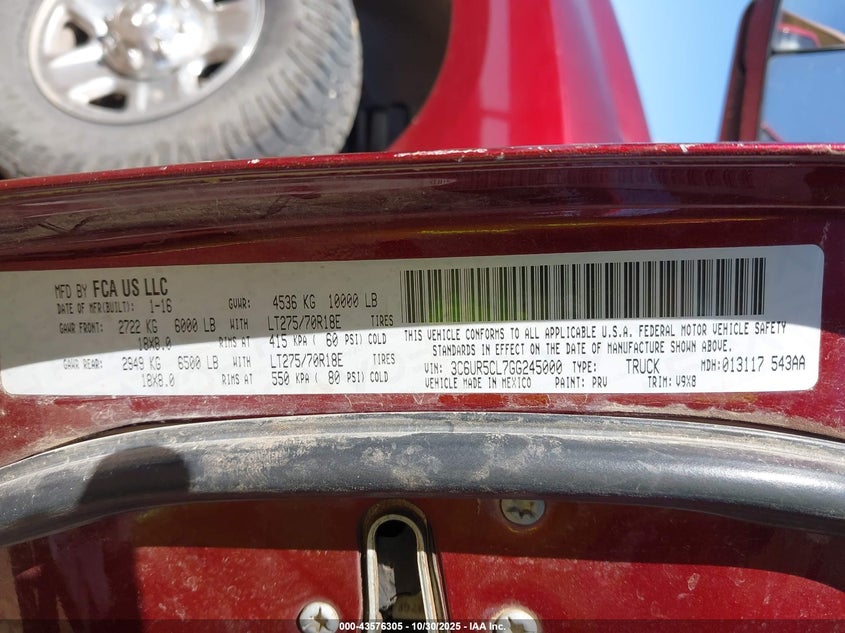 MFD BY FCA US LLC
DATE OF MFR(BUILT): 1-16 GVWR: 4536 KG 10000 LB
GAWR FRONT: 2722 KG 6000 LB WITH LT275/70R18E TIRES
18X8.0 RIMS AT 415 KPA ( 60 PSI) COLD
GAWR REAR: 2949 KG 6500 LB WITH LT275/70R18E TIRES
18X8.0 RIMS AT 550 KPA ( 80 PSI) COLD
THIS VEHICLE CONFORMS TO ALL APPLICABLE U.S.A. FEDERAL MOTOR VEHICLE SAFETY
STANDARDS IN EFFECT ON THE DATE OF MANUFACTURE SHOWN ABOVE.
VIN: 3C6UR5CL7GG245000 TYPE: TRUCK MDH: 013117 543AA
VEHICLE MADE IN MEXICO PAINT: PRV TRIM: V9X8
000-43576305 - 10/30/2025 - IAA Inc.